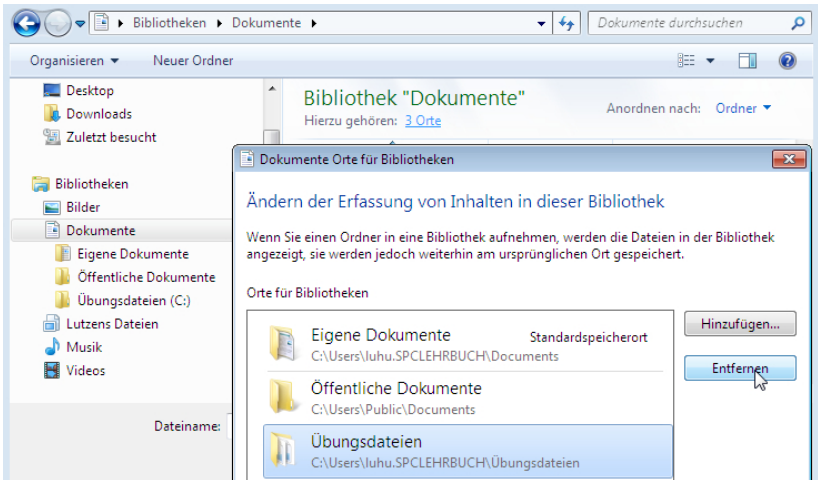 Bibliotheken Dokumente
Dokumente durchsuchen
Organisieren Neuer Ordner
Desktop
Downloads
Zuletzt besucht
Bibliothek "Dokumente"
Hierzu gehören: 3 Orte
Anordnen nach: Ordner
Bibliotheken
Bilder
Dokumente
Eigene Dokumente
Öffentliche Dokumente
Übungsdateien (C:)
Lutzens Dateien
Musik
Videos
Dateiname:
Dokumente Orte für Bibliotheken
Ändern der Erfassung von Inhalten in dieser Bibliothek
Wenn Sie einen Ordner in eine Bibliothek aufnehmen, werden die Dateien in der Bibliothek
angezeigt, sie werden jedoch weiterhin am ursprünglichen Ort gespeichert.
Orte für Bibliotheken
Eigene Dokumente Standardspeicherort
C:\Users\luhu.SPCLEHRBUCH\Documents
Öffentliche Dokumente
C:\Users\Public\Documents
Übungsdateien
C:\Users\luhu.SPCLEHRBUCH\Übungsdateien
Hinzufügen...
Entfernen